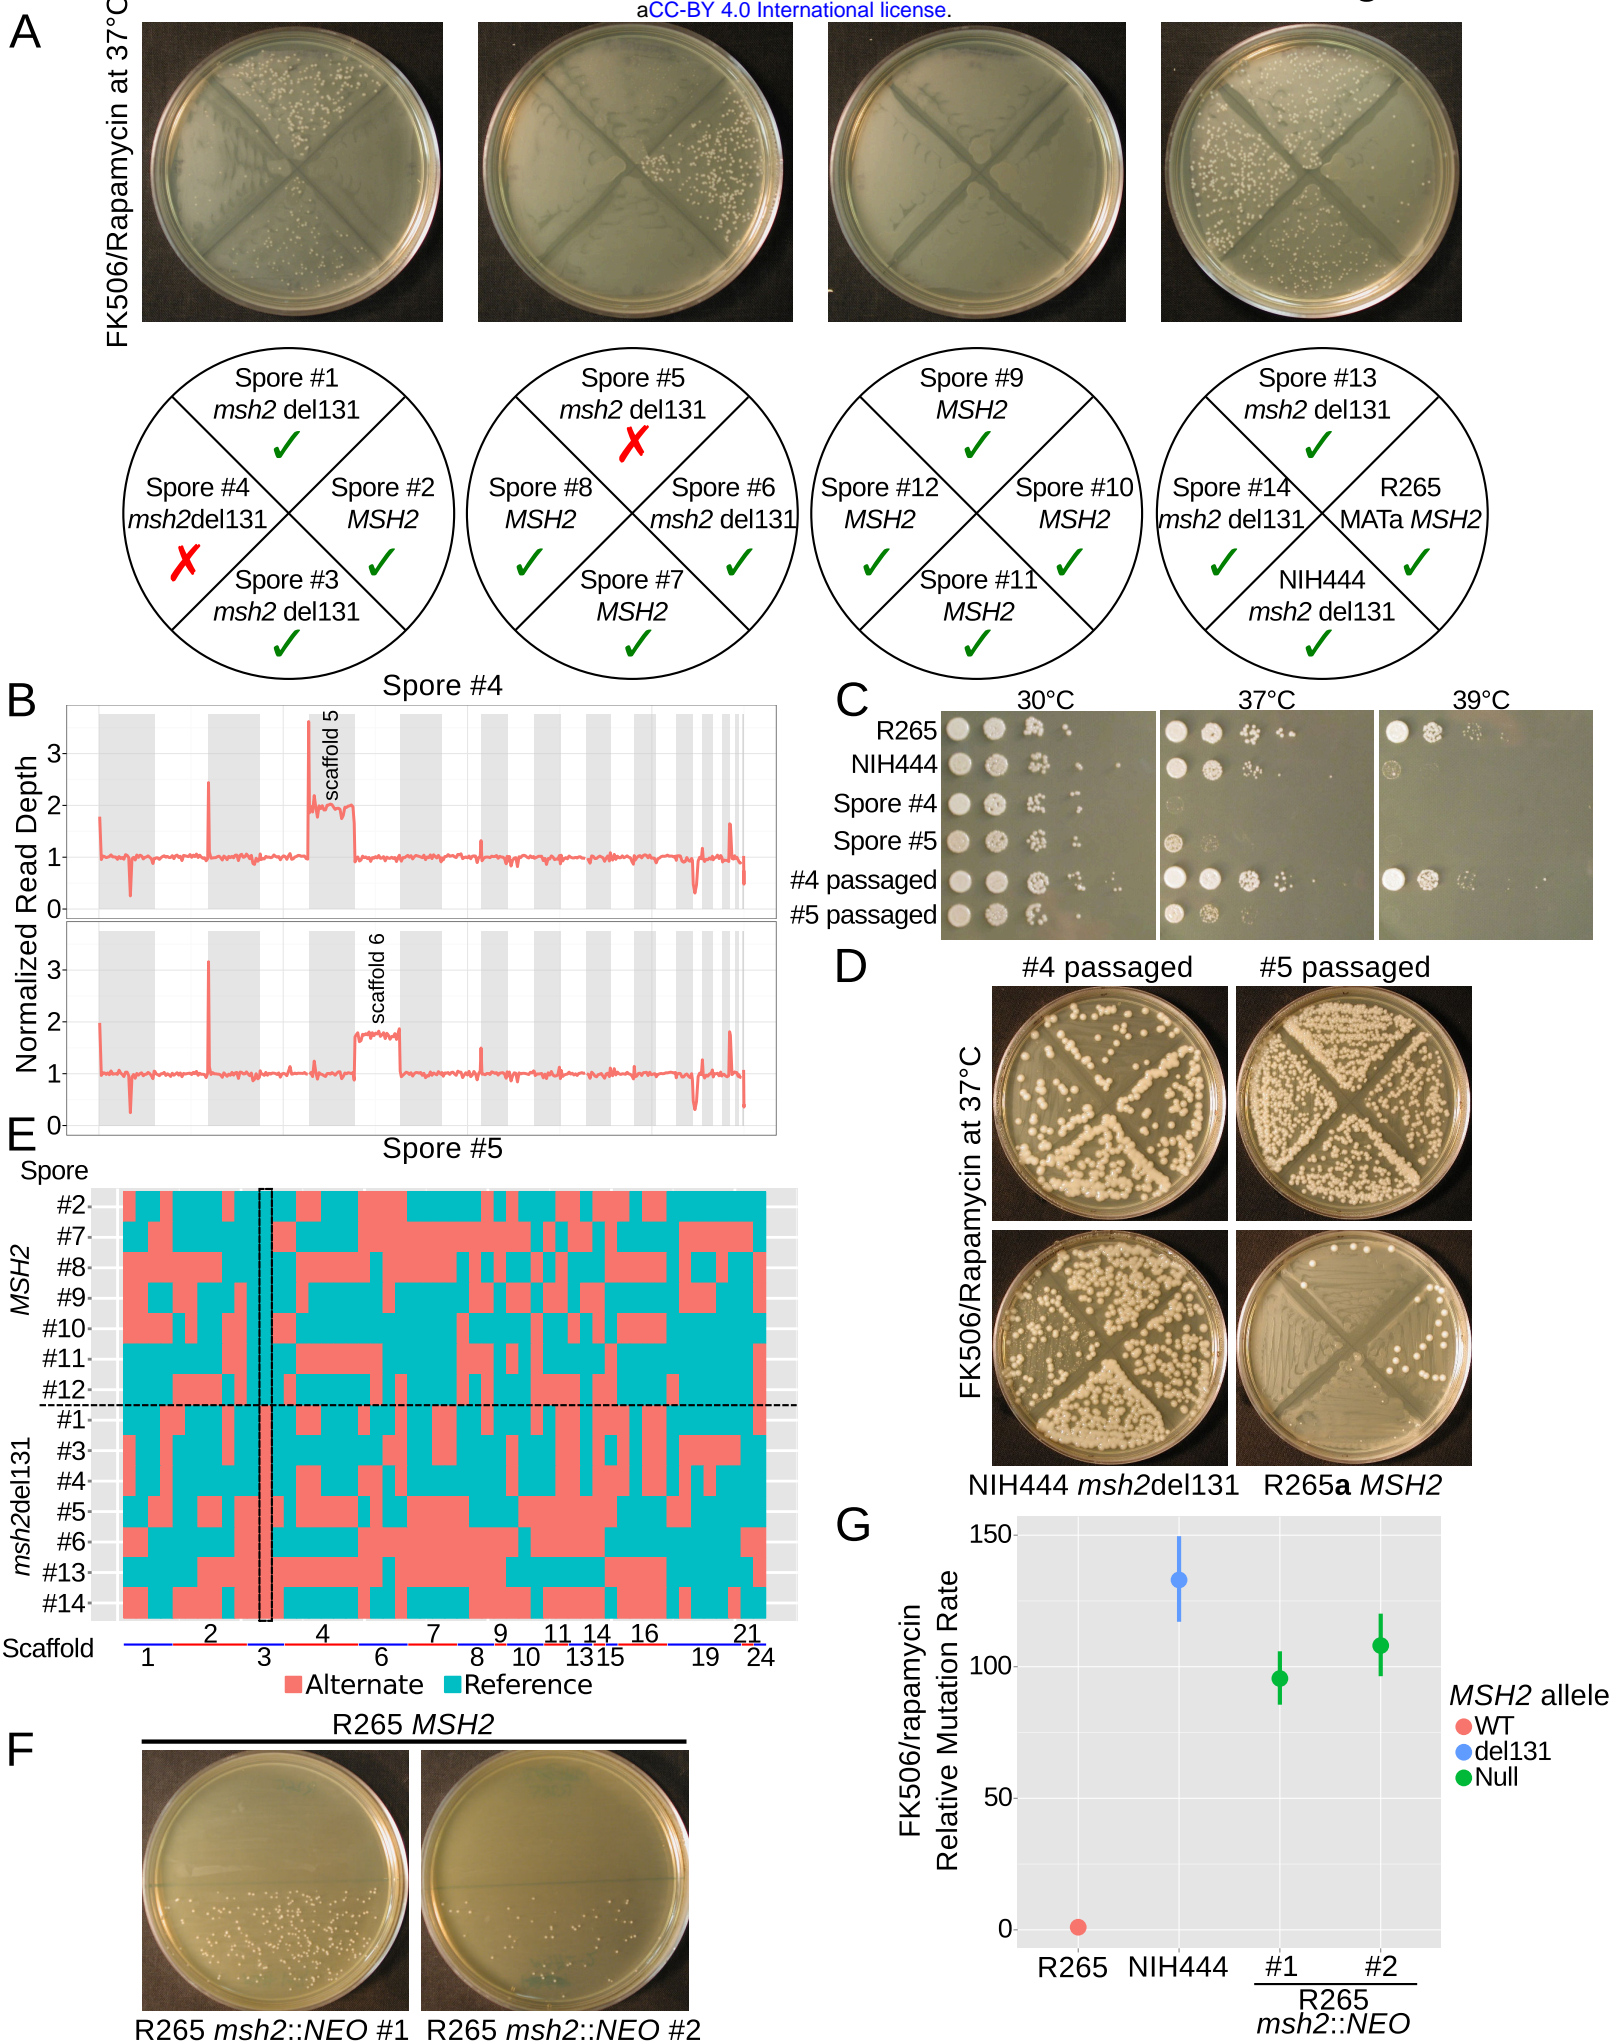 aCC-BY 4.0 International license.
A
FK506/Rapamycin at 37°C
Spore #1
msh2 del131
✓
Spore #4
msh2del131
✗
Spore #2
MSH2
✓
Spore #3
msh2 del131
✓
Spore #5
msh2 del131
✗
Spore #8
MSH2
✓
Spore #6
msh2 del131
✓
Spore #7
MSH2
✓
Spore #9
MSH2
✓
Spore #12
MSH2
✓
Spore #10
MSH2
✓
Spore #11
MSH2
✓
Spore #13
msh2 del131
✓
Spore #14
msh2 del131
✓
R265
MATa MSH2
✓
NIH444
msh2 del131
✓
B
Spore #4
Normalized Read Depth
3
2
1
0
scaffold 5
3
2
1
0
scaffold 6
Spore #5
C
30°C 37°C 39°C
R265
NIH444
Spore #4
Spore #5
#4 passaged
#5 passaged
D
#4 passaged #5 passaged
FK506/Rapamycin at 37°C
NIH444 msh2del131 R265a MSH2
E
Spore
MSH2
#2
#7
#8
#9
#10
#11
#12
msh2del131
#1
#3
#4
#5
#6
#13
#14
2 4 7 9 11 14 16 21
Scaffold 1 3 6 8 10 13 15 19 24
Alternate Reference
F
R265 MSH2
R265 msh2::NEO #1 R265 msh2::NEO #2
G
FK506/rapamycin
Relative Mutation Rate
150
100
50
0
R265 NIH444 #1 #2
R265
msh2::NEO
MSH2 allele
WT
del131
Null